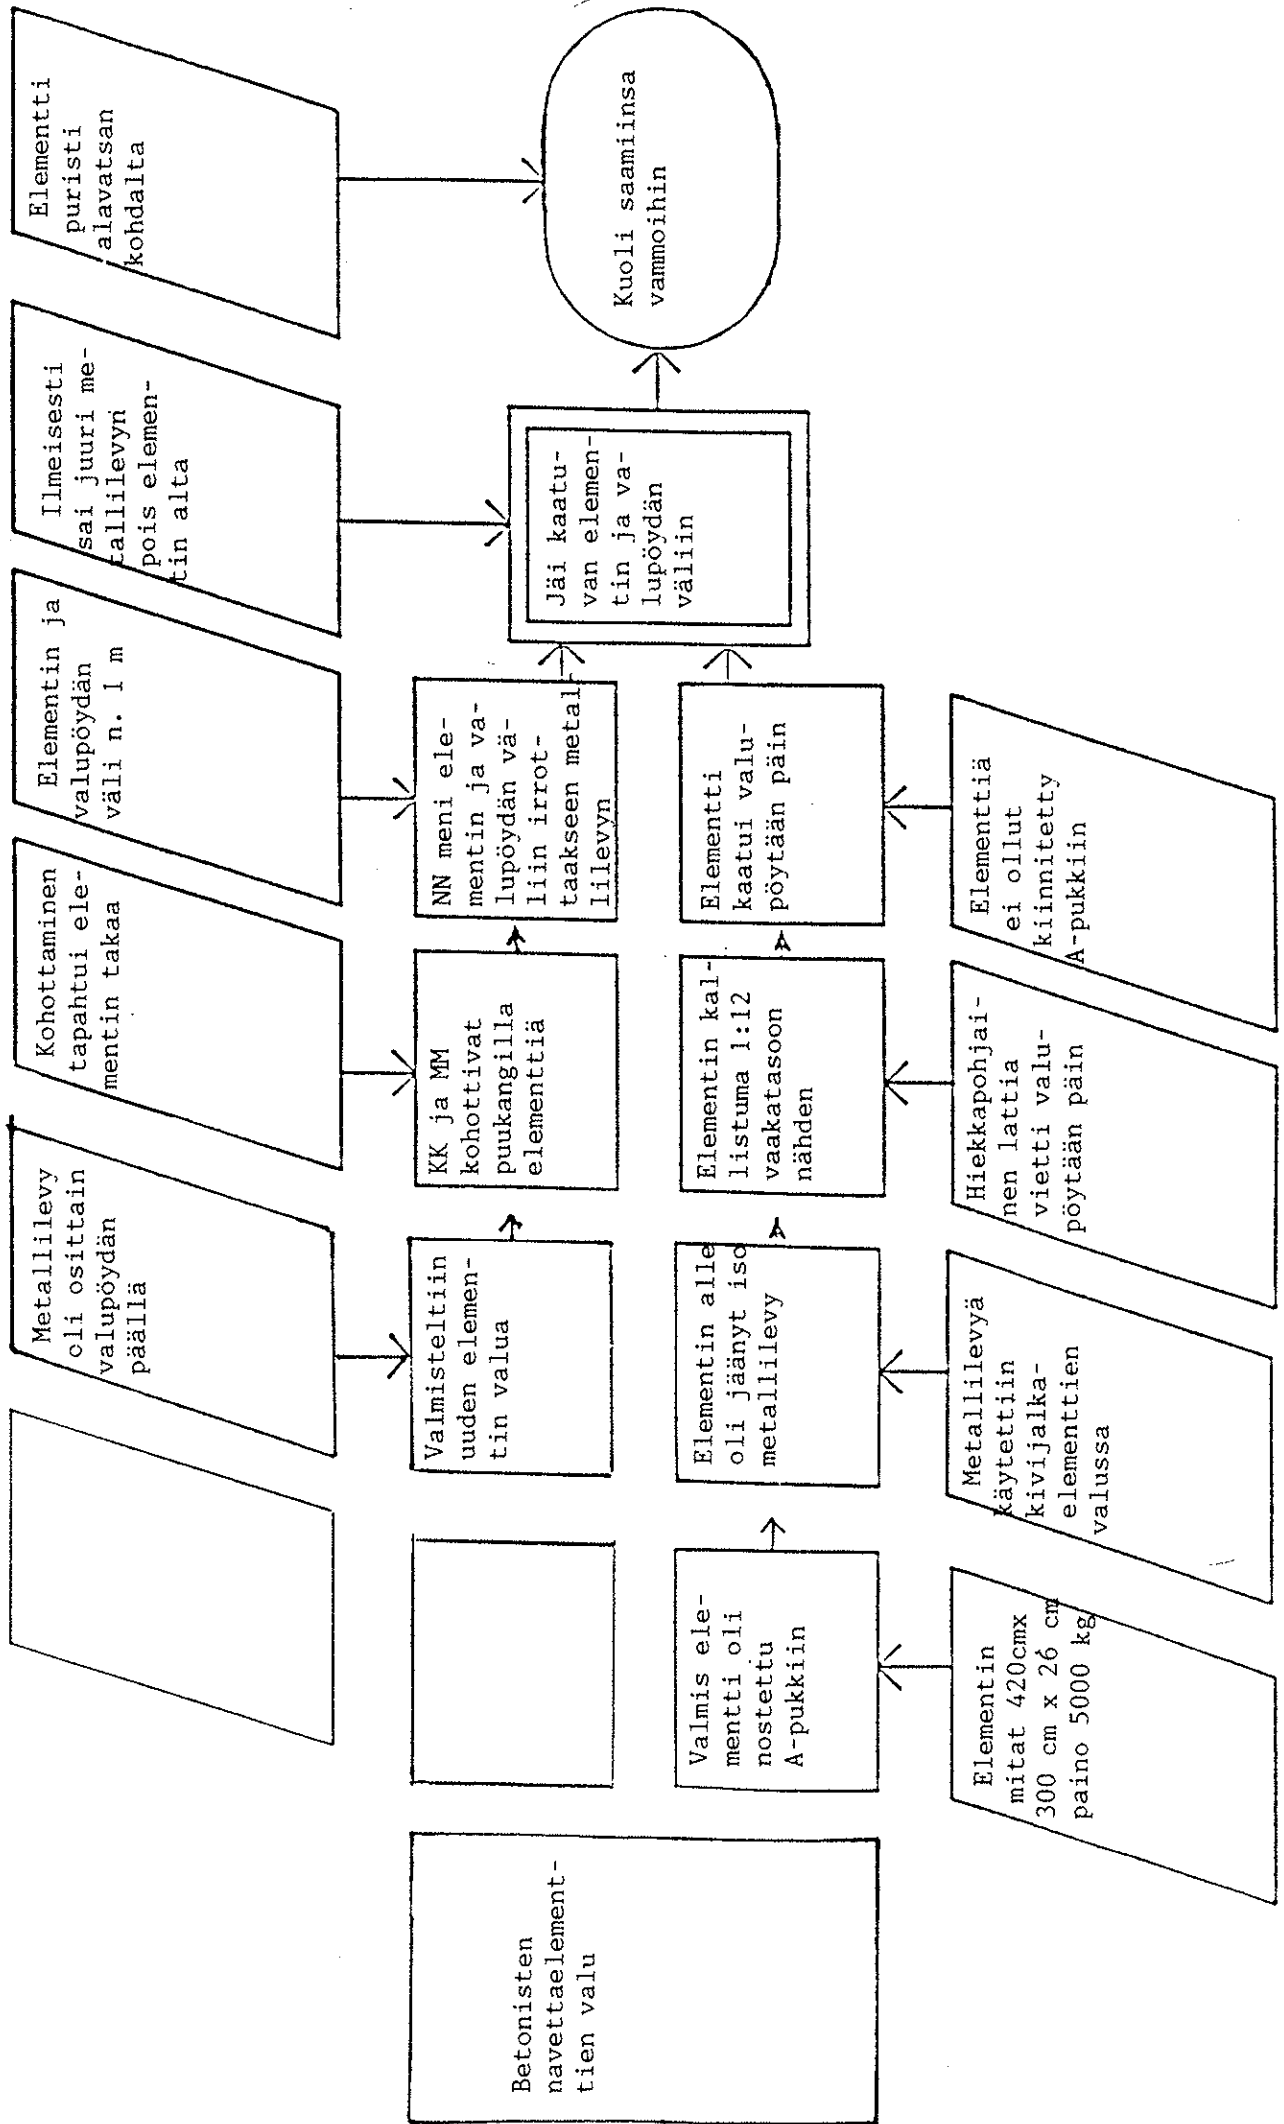 Metallilevy
oli osittain
valupöydän
päällä
Kohottaminen
tapahtui ele-
mentin takaa
Elementin ja
valupöydän
väli n. 1 m
Ilmeisesti
sai juuri me-
tallilevyn
pois elemen-
tin alta
Elementti
puristi
alavatsan
kohdalta
Betonisten
navettaelement-
tien valu
Valmisteltiin
uuden elemen-
tin valua
KK ja MM
kohottivat
puukangilla
elementtiä
NN meni ele-
mentin ja va-
lupöydän vä-
liin irrot-
taakseen metal
lilevyn
Jäi kaatu-
van elemen-
tin ja va-
lupöydän
väliin
Kuoli saamiinsa
vammoihin
Valmis ele-
mentti oli
nostettu
A-pukkiin
Elementin alle
oli jäänyt iso
metallilevy
Elementin kal-
listuma 1:12
vaakatasoon
nähden
Elementti
kaatui valu-
pöytään päin
Elementin
mitat 420cmx
300 cm x 26 cm
paino 5000 kg
Metallilevyä
käytettiin
kivijalka-
elementtien
valussa
Hiekkapohjai-
nen lattia
vietti valu-
pöytään päin
Elementtiä
ei ollut
kiinnitetty
A-pukkiin